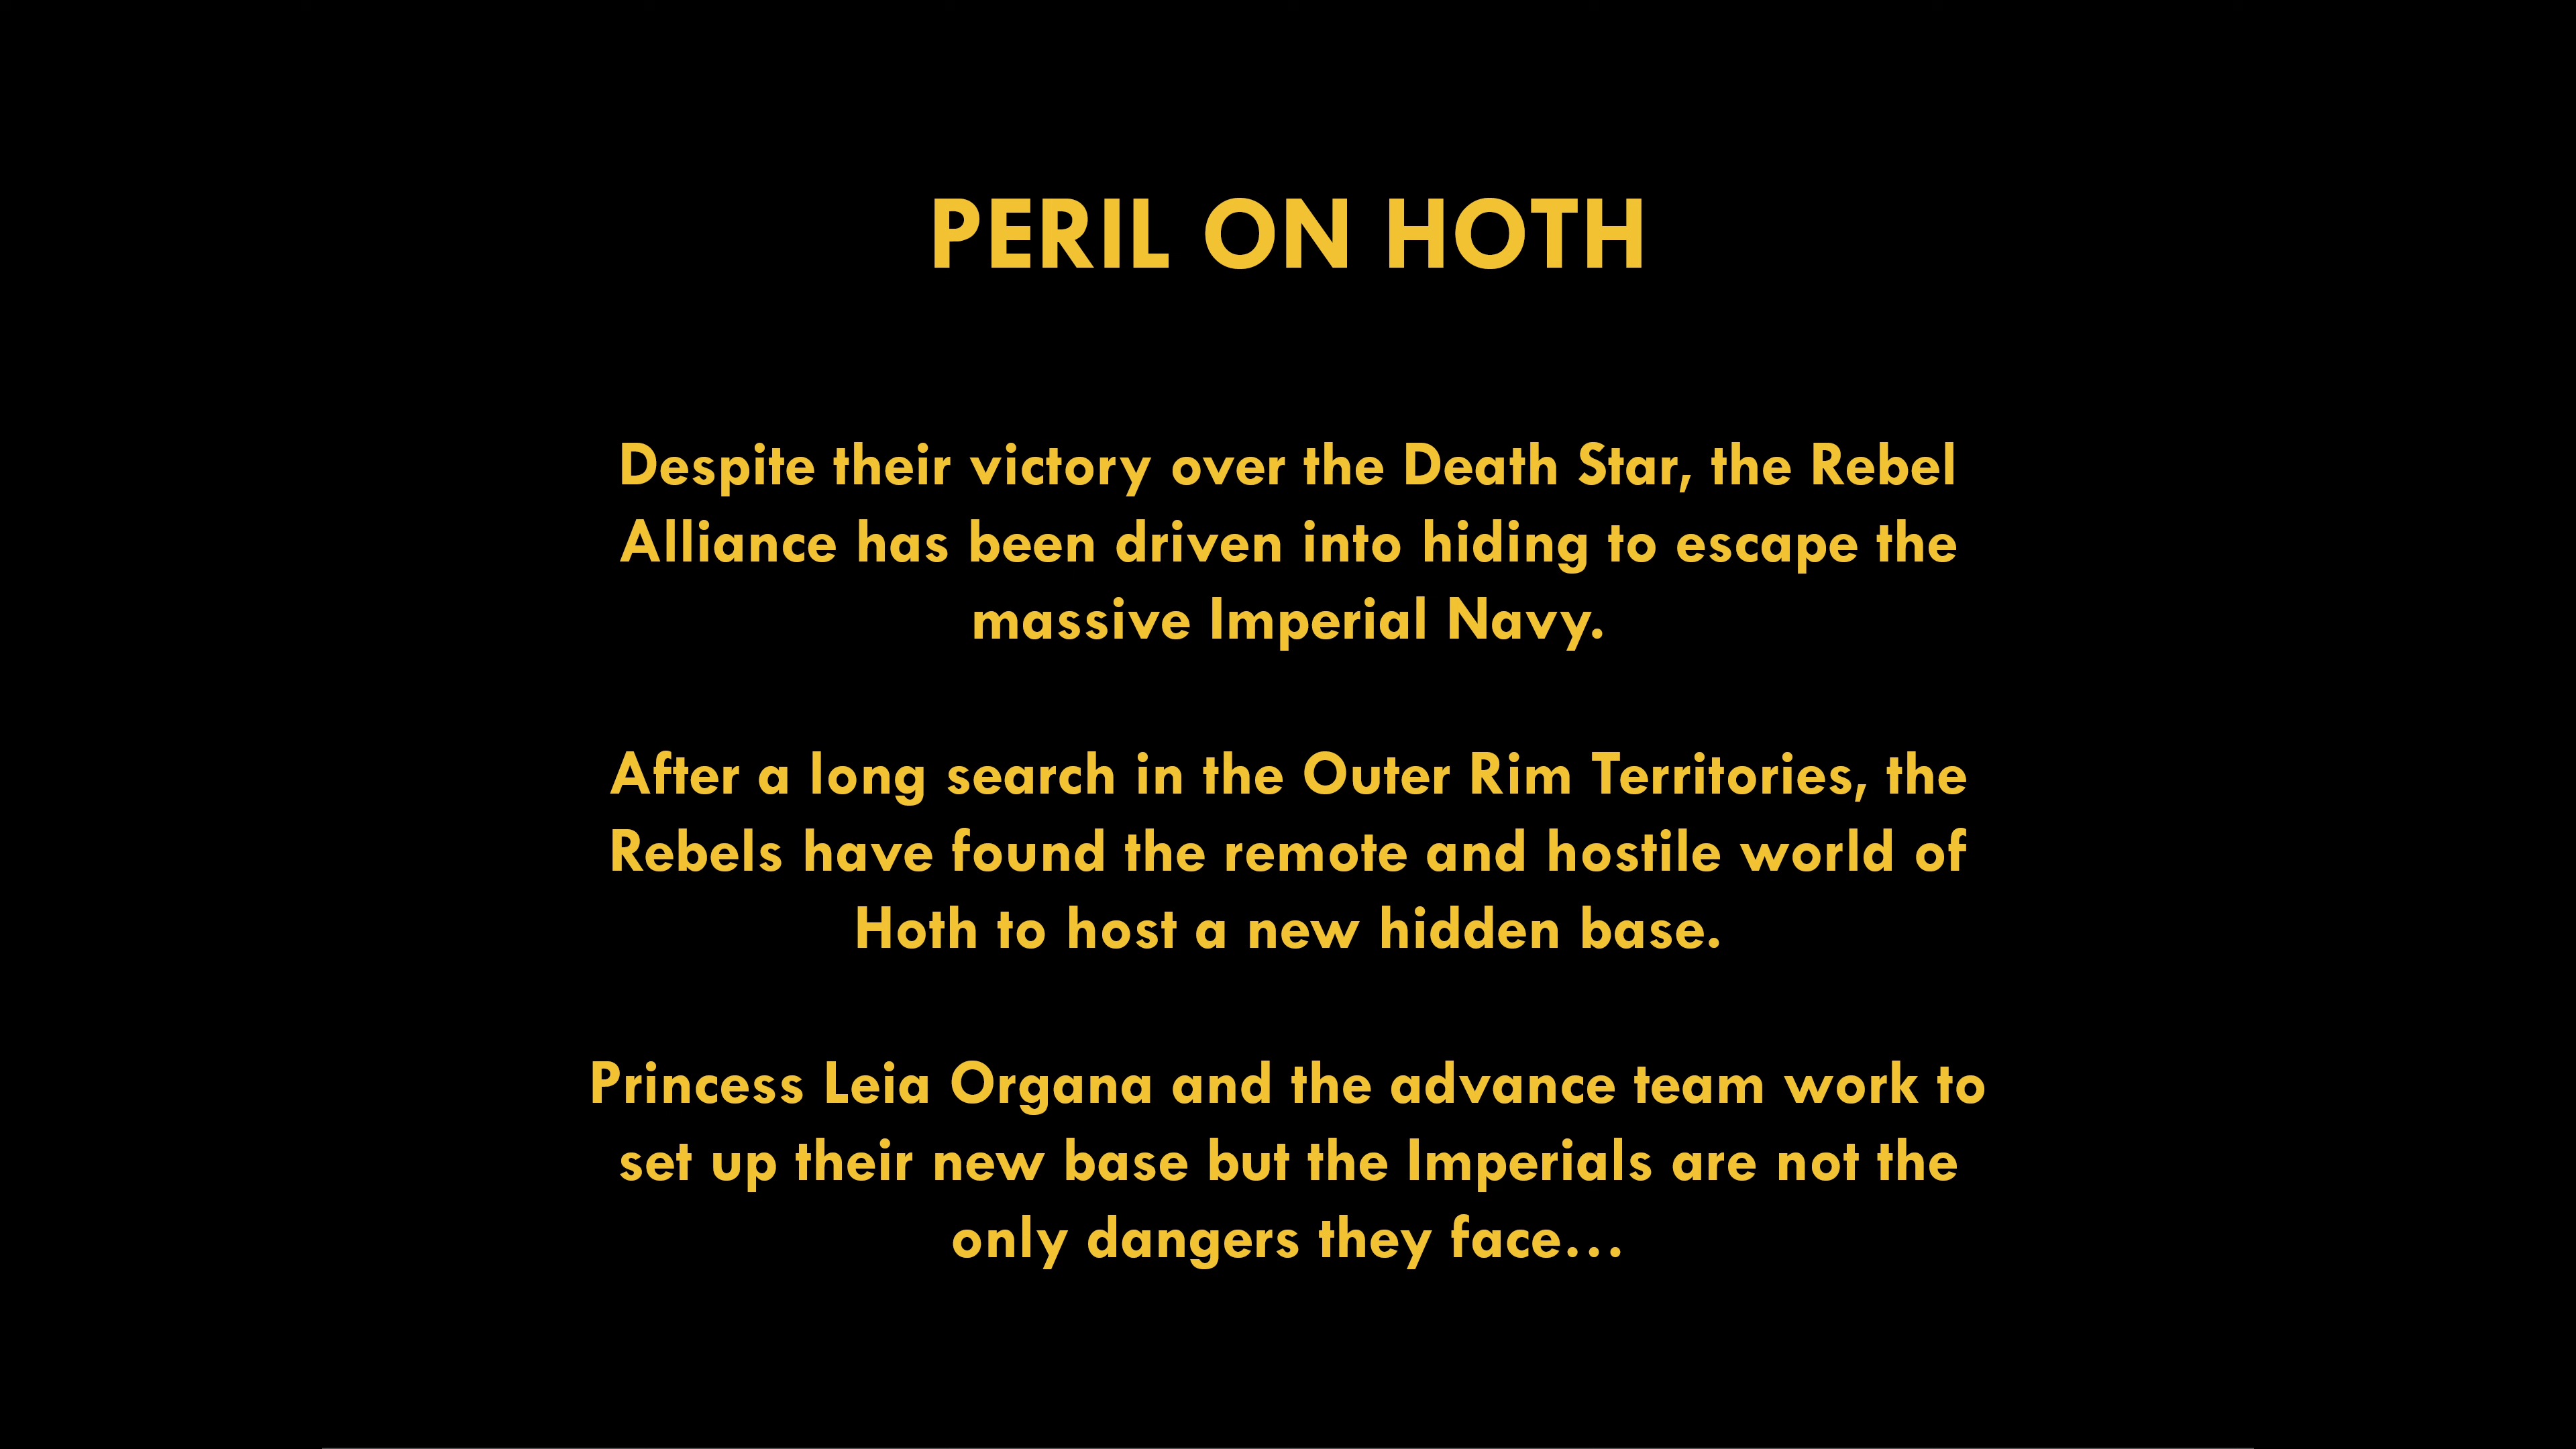 PERIL ON HOTH
Despite their victory over the Death Star, the Rebel
Alliance has been driven into hiding to escape the
massive Imperial Navy.
After a long search in the Outer Rim Territories, the
Rebels have found the remote and hostile world of
Hoth to host a new hidden base.
Princess Leia Organa and the advance team work to
set up their new base but the Imperials are not the
only dangers they face…